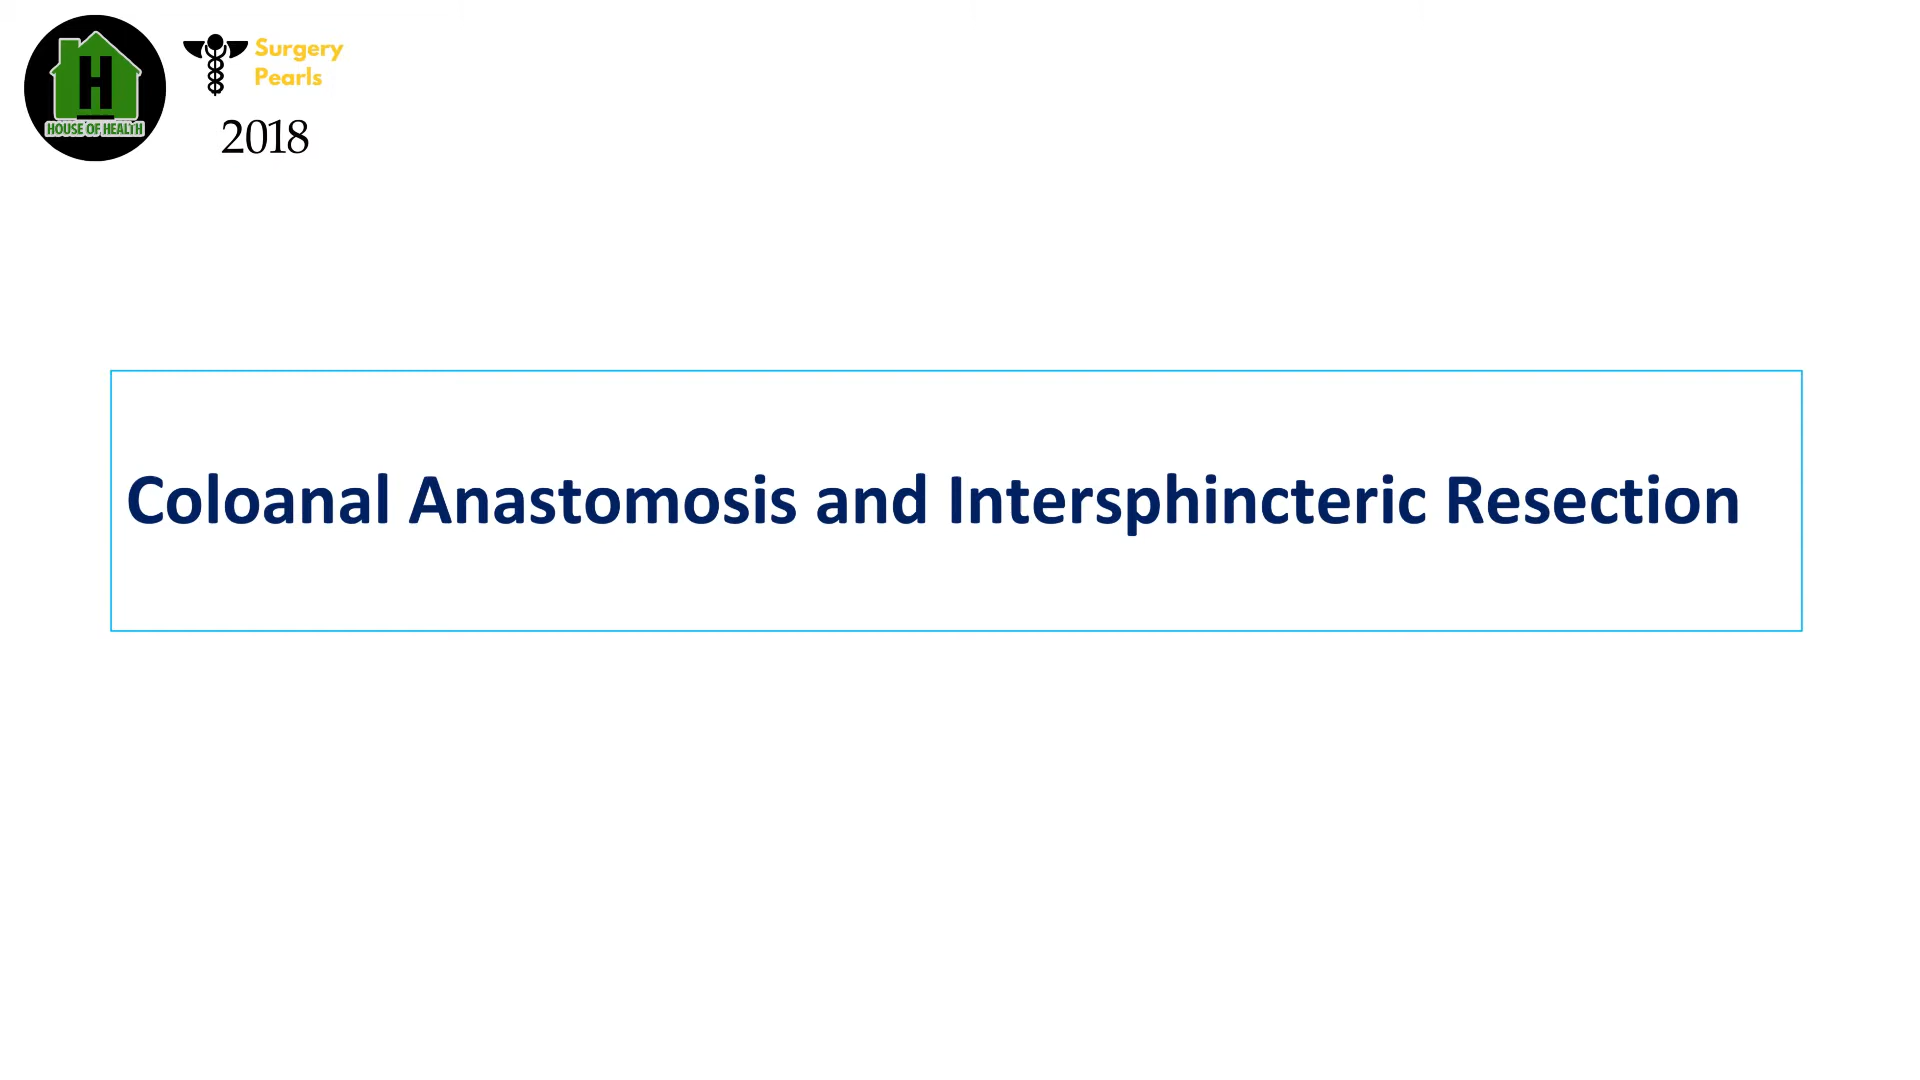 H
HOUSE OF HEALTH
Surgery
Pearls
2018
Coloanal Anastomosis and Intersphincteric Resection